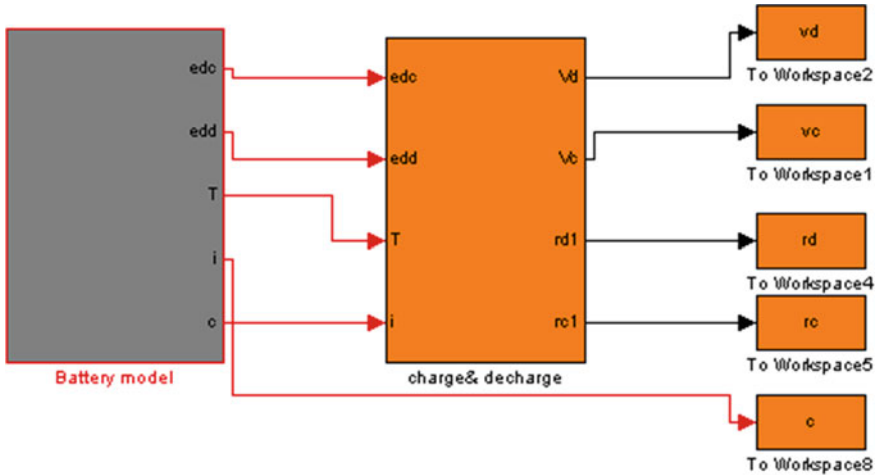 edc
edd
T
i
c
Battery model
edc
edd
T
i
Vd
Vc
rd1
rc1
charge& decharge
vd
To Workspace2
vc
To Workspace1
rd
To Workspace4
rc
To Workspace5
c
To Workspace8